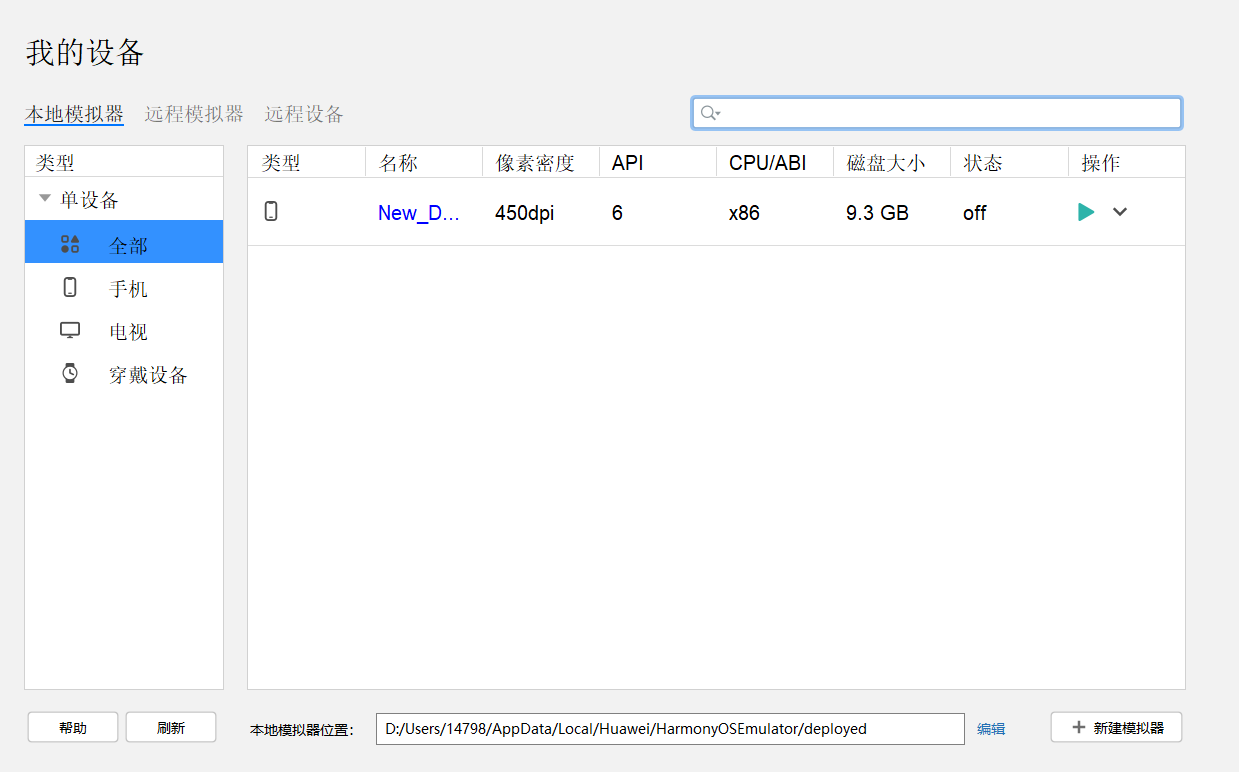 我的设备
本地模拟器 远程模拟器 远程设备
类型
单设备
全部
手机
电视
穿戴设备
类型 名称 像素密度 API CPU/ABI 磁盘大小 状态 操作
New_D... 450dpi 6 x86 9.3 GB off
帮助 刷新 本地模拟器位置: D:/Users/14798/AppData/Local/Huawei/HarmonyOSEmulator/deployed 编辑 + 新建模拟器